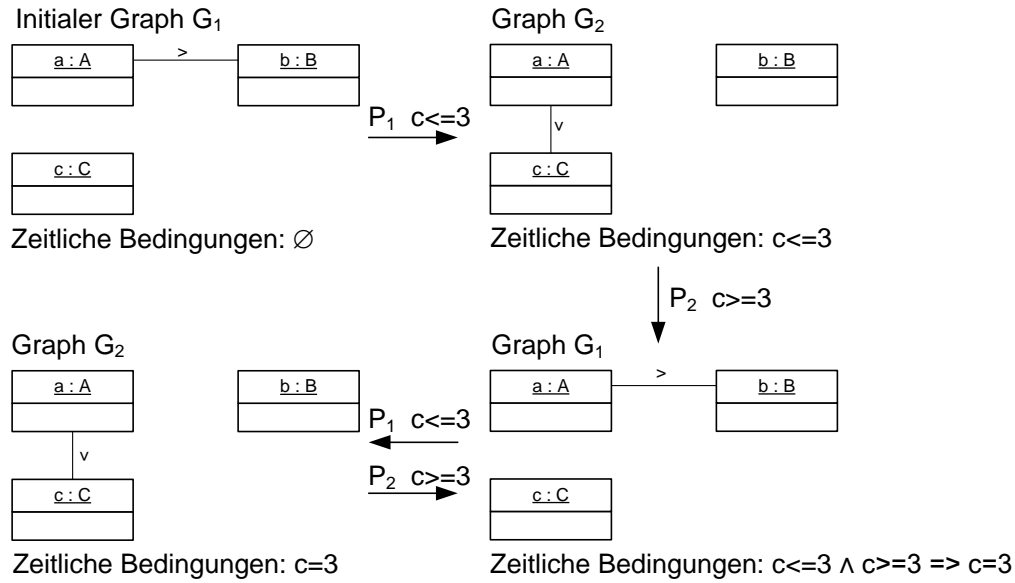 Initialer Graph G₁
a : A
>
b : B
c : C
Zeitliche Bedingungen: ∅
P₁ c<=3
Graph G₂
a : A
b : B
v
c : C
Zeitliche Bedingungen: c<=3
P₂ c>=3
Graph G₂
a : A
b : B
v
c : C
Zeitliche Bedingungen: c=3
P₁ c<=3
P₂ c>=3
Graph G₁
a : A
>
b : B
c : C
Zeitliche Bedingungen: c<=3 ∧ c>=3 => c=3